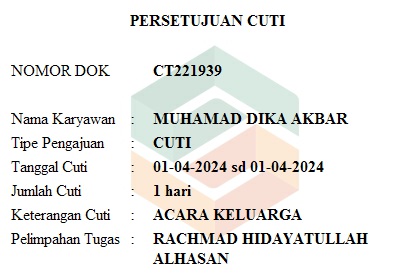 PERSETUJUAN CUTI
NOMOR DOK CT221939
Nama Karyawan : MUHAMAD DIKA AKBAR
Tipe Pengajuan : CUTI
Tanggal Cuti : 01-04-2024 sd 01-04-2024
Jumlah Cuti : 1 hari
Keterangan Cuti : ACARA KELUARGA
Pelimpahan Tugas : RACHMAD HIDAYATULLAH
ALHASAN